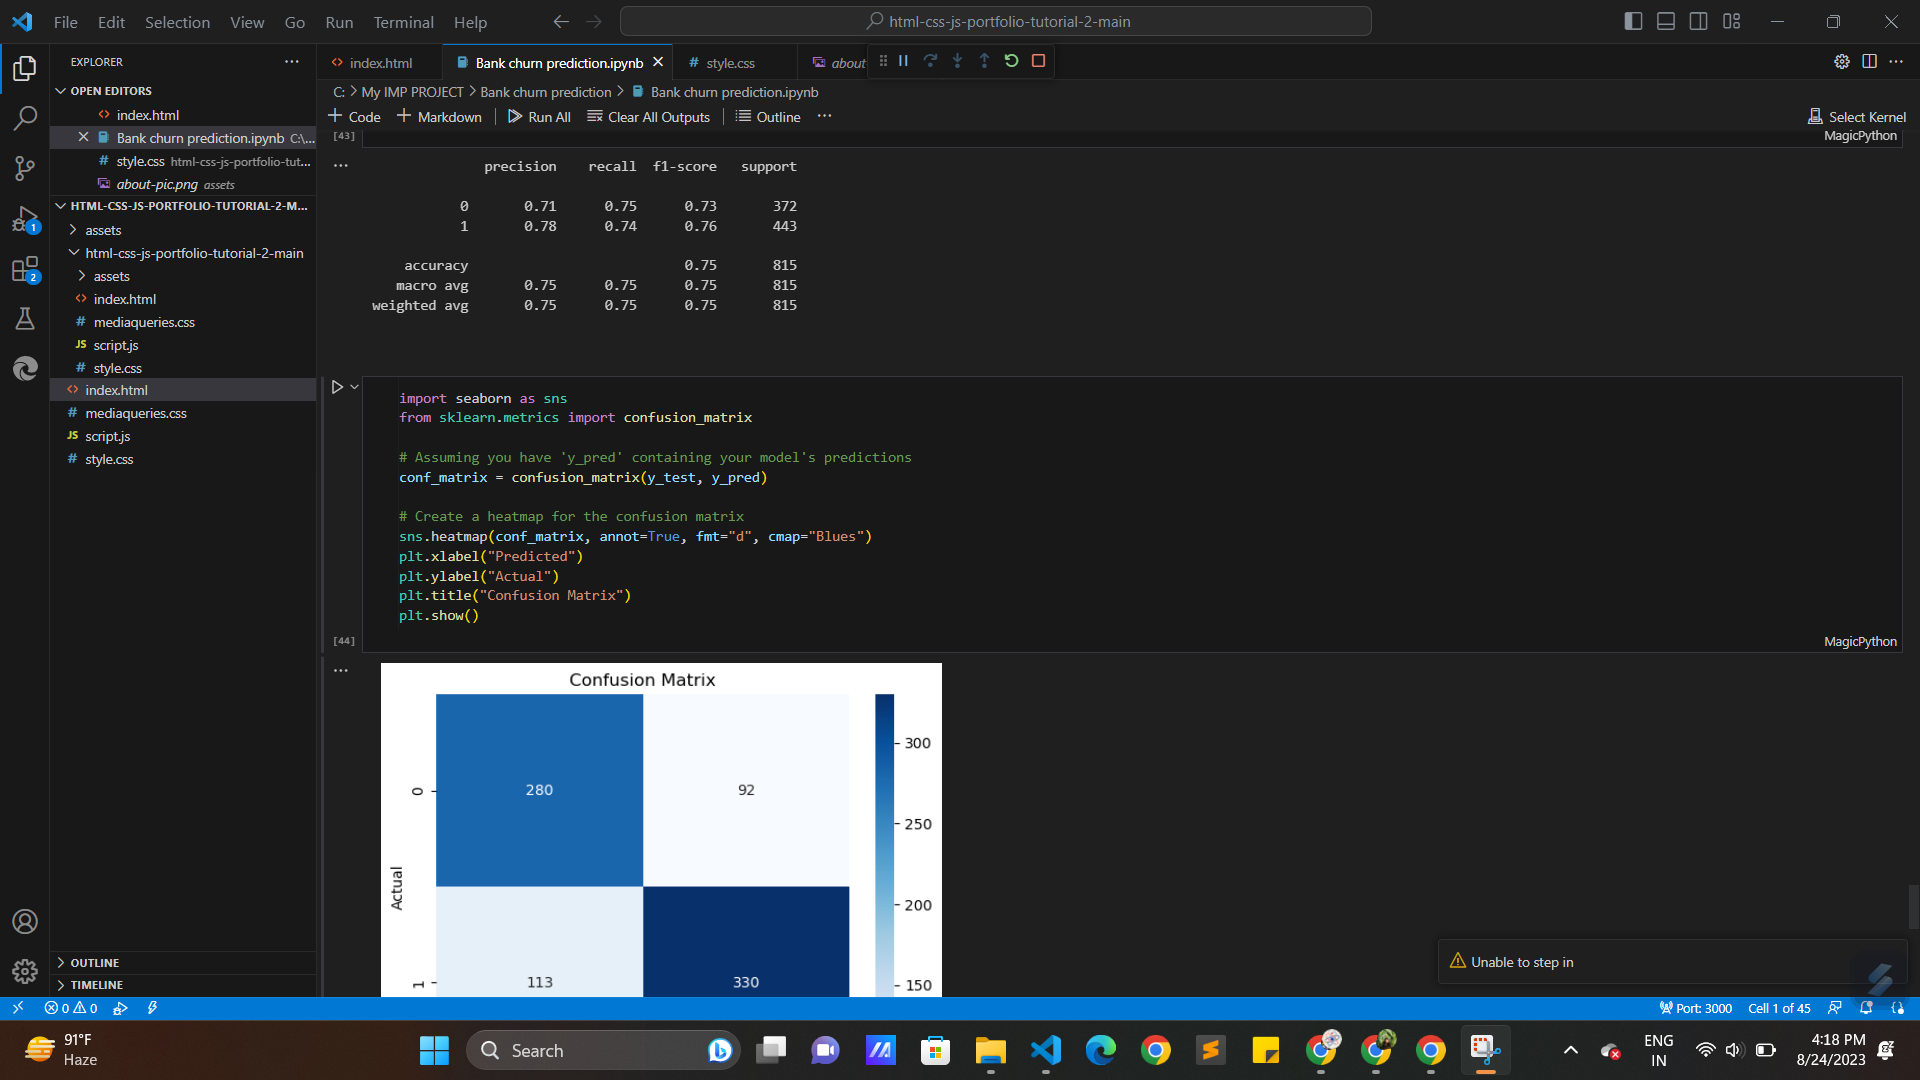 File Edit Selection View Go Run Terminal Help
html-css-js-portfolio-tutorial-2-main
EXPLORER
OPEN EDITORS
index.html
Bank churn prediction.ipynb C:\...
style.css html-css-js-portfolio-tut...
about-pic.png assets
HTML-CSS-JS-PORTFOLIO-TUTORIAL-2-M...
assets
html-css-js-portfolio-tutorial-2-main
assets
index.html
mediaqueries.css
JS script.js
style.css
index.html
mediaqueries.css
JS script.js
style.css
OUTLINE
TIMELINE
1
2
index.html
Bank churn prediction.ipynb
style.css
about
C: > My IMP PROJECT > Bank churn prediction > Bank churn prediction.ipynb
+ Code + Markdown Run All Clear All Outputs Outline ...
Select Kernel
[43]
MagicPython
precision recall f1-score support
0 0.71 0.75 0.73 372
1 0.78 0.74 0.76 443
accuracy 0.75 815
macro avg 0.75 0.75 0.75 815
weighted avg 0.75 0.75 0.75 815
import seaborn as sns
from sklearn.metrics import confusion_matrix
# Assuming you have 'y_pred' containing your model's predictions
conf_matrix = confusion_matrix(y_test, y_pred)
# Create a heatmap for the confusion matrix
sns.heatmap(conf_matrix, annot=True, fmt="d", cmap="Blues")
plt.xlabel("Predicted")
plt.ylabel("Actual")
plt.title("Confusion Matrix")
plt.show()
[44]
MagicPython
Confusion Matrix
280 92
113 330
0
1
Actual
300
250
200
150
Unable to step in
0 0
Port: 3000 Cell 1 of 45
91°F
Haze
Search
ENG
IN
4:18 PM
8/24/2023